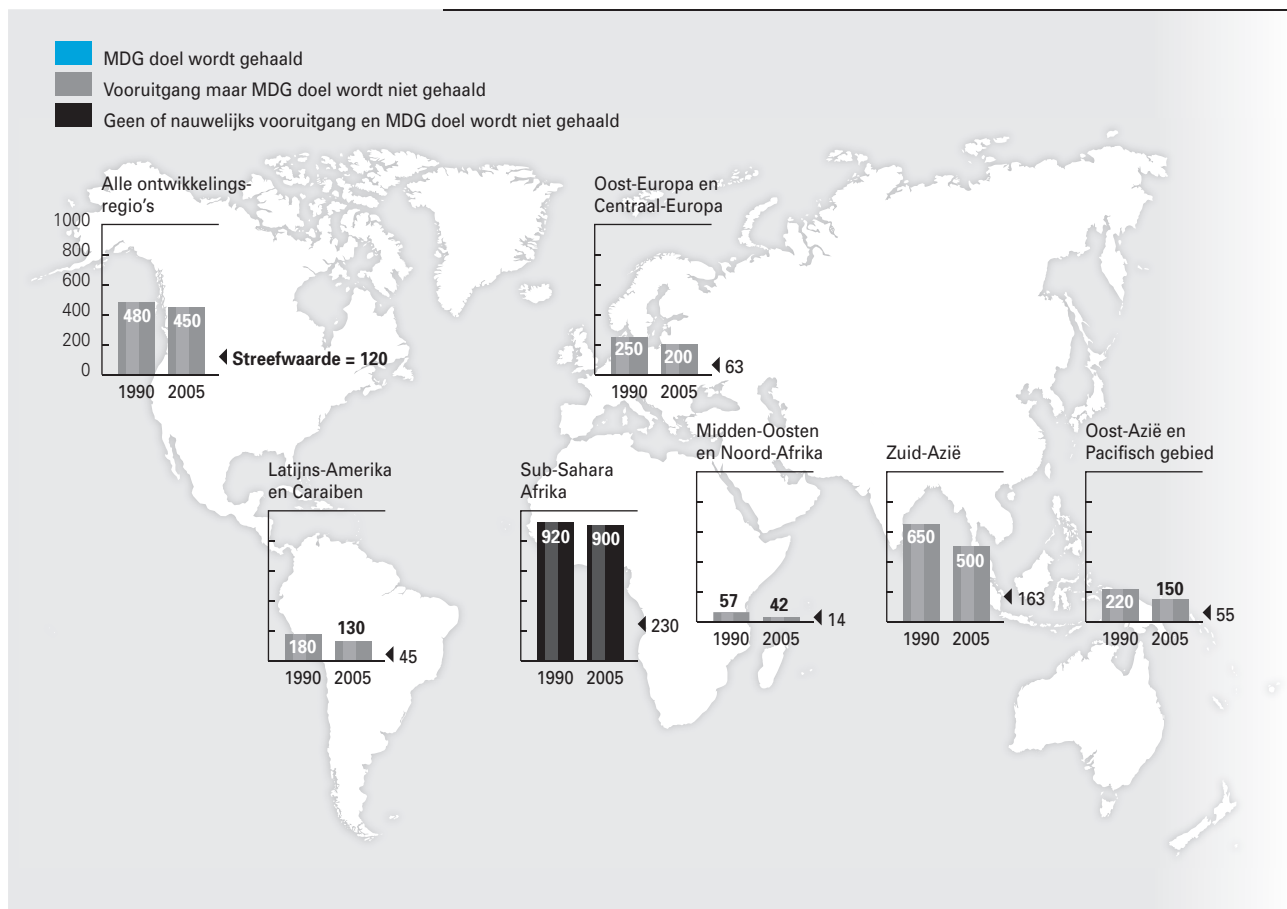 MDG doel wordt gehaald
Vooruitgang maar MDG doel wordt niet gehaald
Geen of nauwelijks vooruitgang en MDG doel wordt niet gehaald
Alle ontwikkelings-
regio's
1000
800
600
400
200
0
480
450
Streefwaarde = 120
1990 2005
Oost-Europa en
Centraal-Europa
250
200
63
1990 2005
Latijns-Amerika
en Caraiben
180
130
45
1990 2005
Sub-Sahara
Afrika
920
900
230
1990 2005
Midden-Oosten
en Noord-Afrika
57
42
14
1990 2005
Zuid-Azië
650
500
163
1990 2005
Oost-Azië en
Pacifisch gebied
220
150
55
1990 2005